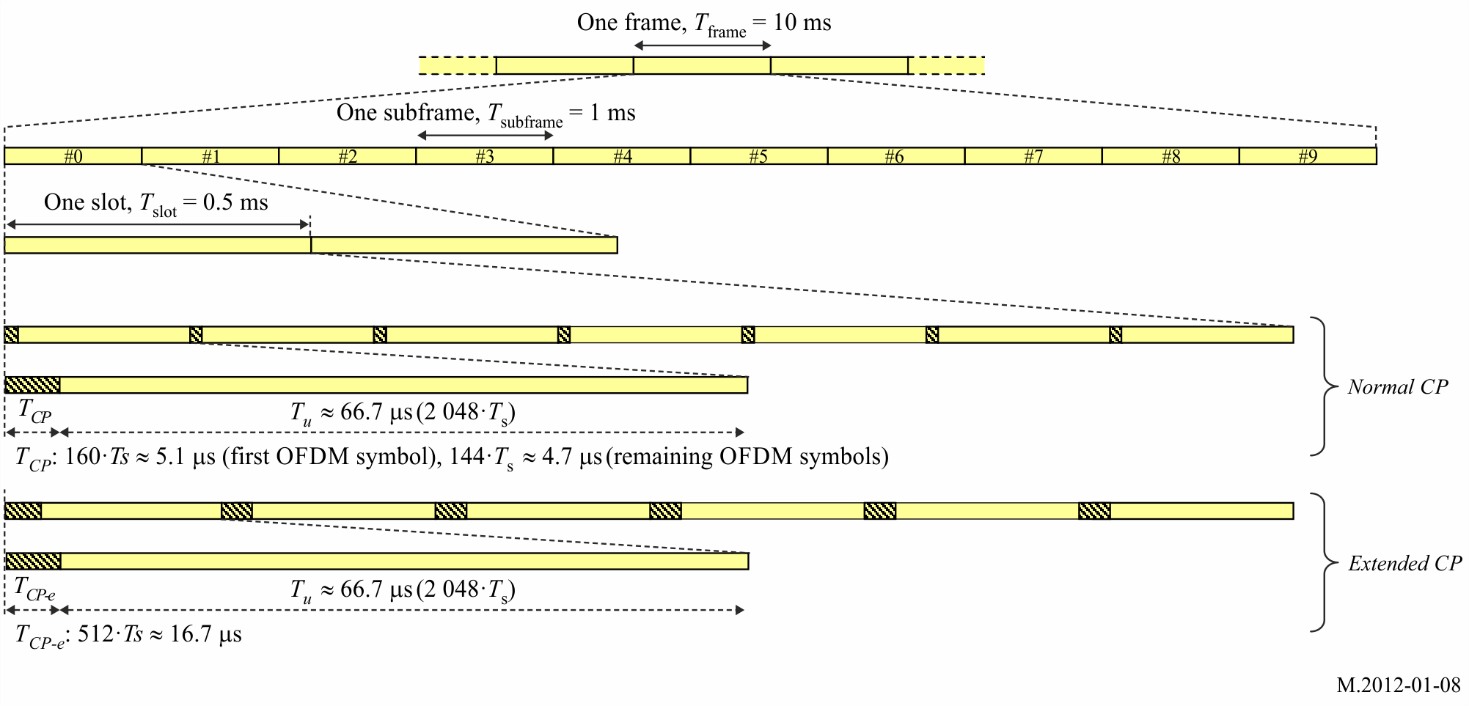 One frame, Tframe = 10 ms
One subframe, Tsubframe = 1 ms
#0 #1 #2 #3 #4 #5 #6 #7 #8 #9
One slot, Tslot = 0.5 ms
Normal CP
TCP Tu ≈ 66.7 μs (2 048·Ts)
TCP: 160·Ts ≈ 5.1 μs (first OFDM symbol), 144·Ts ≈ 4.7 μs (remaining OFDM symbols)
Extended CP
TCP-e Tu ≈ 66.7 μs (2 048·Ts)
TCP-e: 512·Ts ≈ 16.7 μs
M.2012-01-08